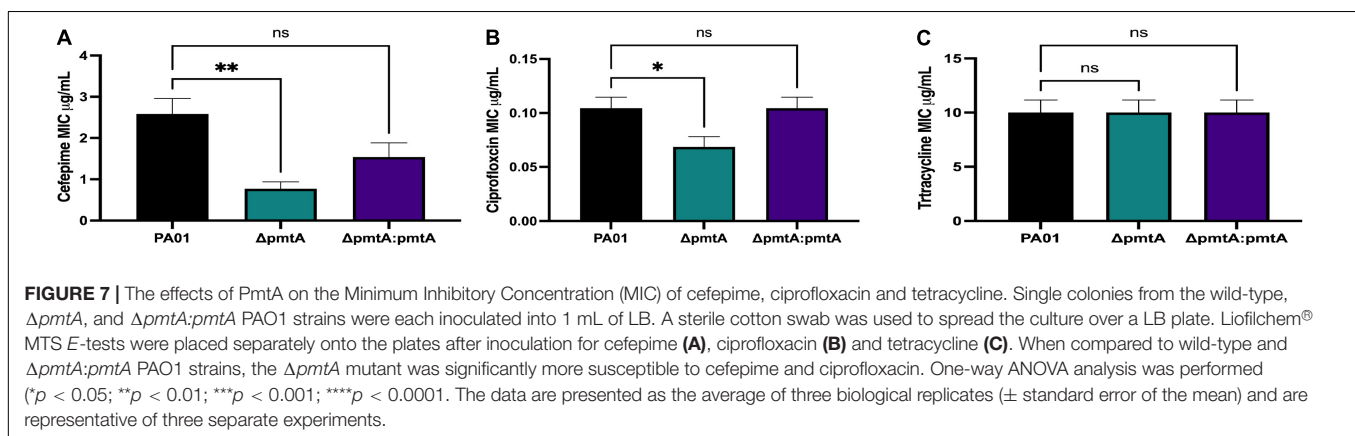 A
B
C
ns
**
ns
*
ns
ns
Cefepime MIC µg/mL
4
3
2
1
0
PA01
ΔpmtA
ΔpmtA:pmtA
Ciprofloxcin MIC µg/mL
0.15
0.10
0.05
0.00
PA01
ΔpmtA
ΔpmtA:pmtA
Trtracycline MIC µg/mL
15
10
5
0
PA01
ΔpmtA
ΔpmtA:pmtA
FIGURE 7 | The effects of PmtA on the Minimum Inhibitory Concentration (MIC) of cefepime, ciprofloxacin and tetracycline. Single colonies from the wild-type,
ΔpmtA, and ΔpmtA:pmtA PAO1 strains were each inoculated into 1 mL of LB. A sterile cotton swab was used to spread the culture over a LB plate. Liofilchem®
MTS E-tests were placed separately onto the plates after inoculation for cefepime (A), ciprofloxacin (B) and tetracycline (C). When compared to wild-type and
ΔpmtA:pmtA PAO1 strains, the ΔpmtA mutant was significantly more susceptible to cefepime and ciprofloxacin. One-way ANOVA analysis was performed
(*p < 0.05; **p < 0.01; ***p < 0.001; ****p < 0.0001. The data are presented as the average of three biological replicates (± standard error of the mean) and are
representative of three separate experiments.